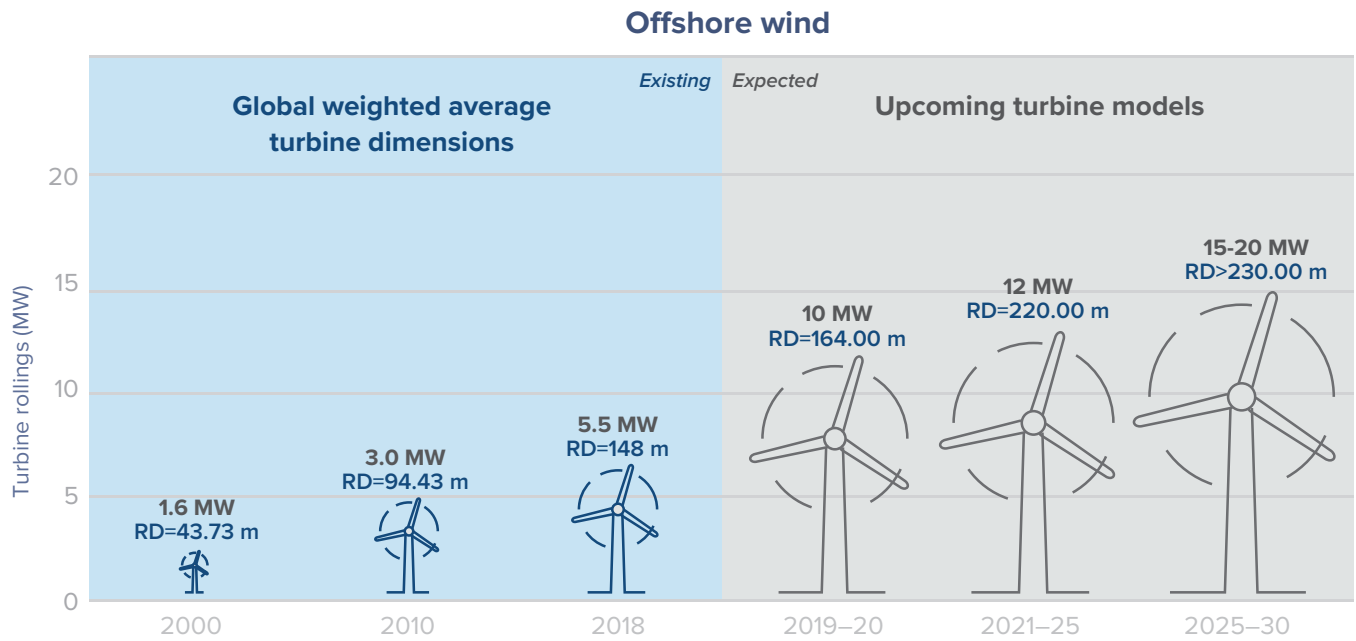 Offshore wind
Existing
Expected
Global weighted average
turbine dimensions
Upcoming turbine models
Turbine rollings (MW)
20
15
10
5
0
1.6 MW
RD=43.73 m
3.0 MW
RD=94.43 m
5.5 MW
RD=148 m
10 MW
RD=164.00 m
12 MW
RD=220.00 m
15-20 MW
RD>230.00 m
2000
2010
2018
2019–20
2021–25
2025–30